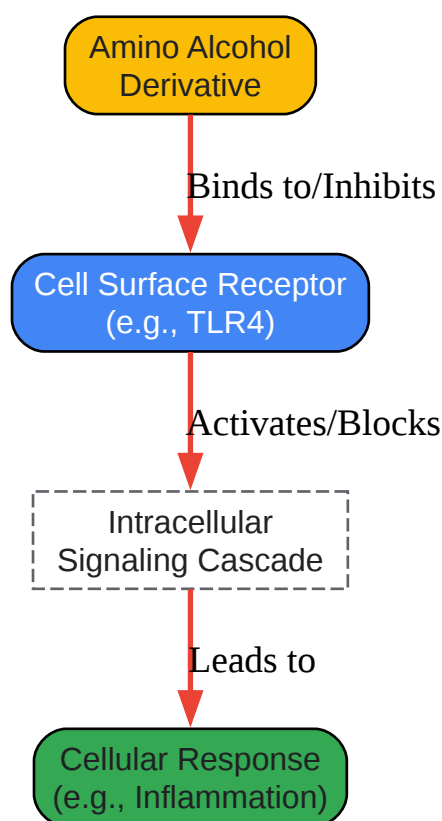 Amino Alcohol
Derivative
Binds to/Inhibits
Cell Surface Receptor
(e.g., TLR4)
Activates/Blocks
Intracellular
Signaling Cascade
Leads to
Cellular Response
(e.g., Inflammation)